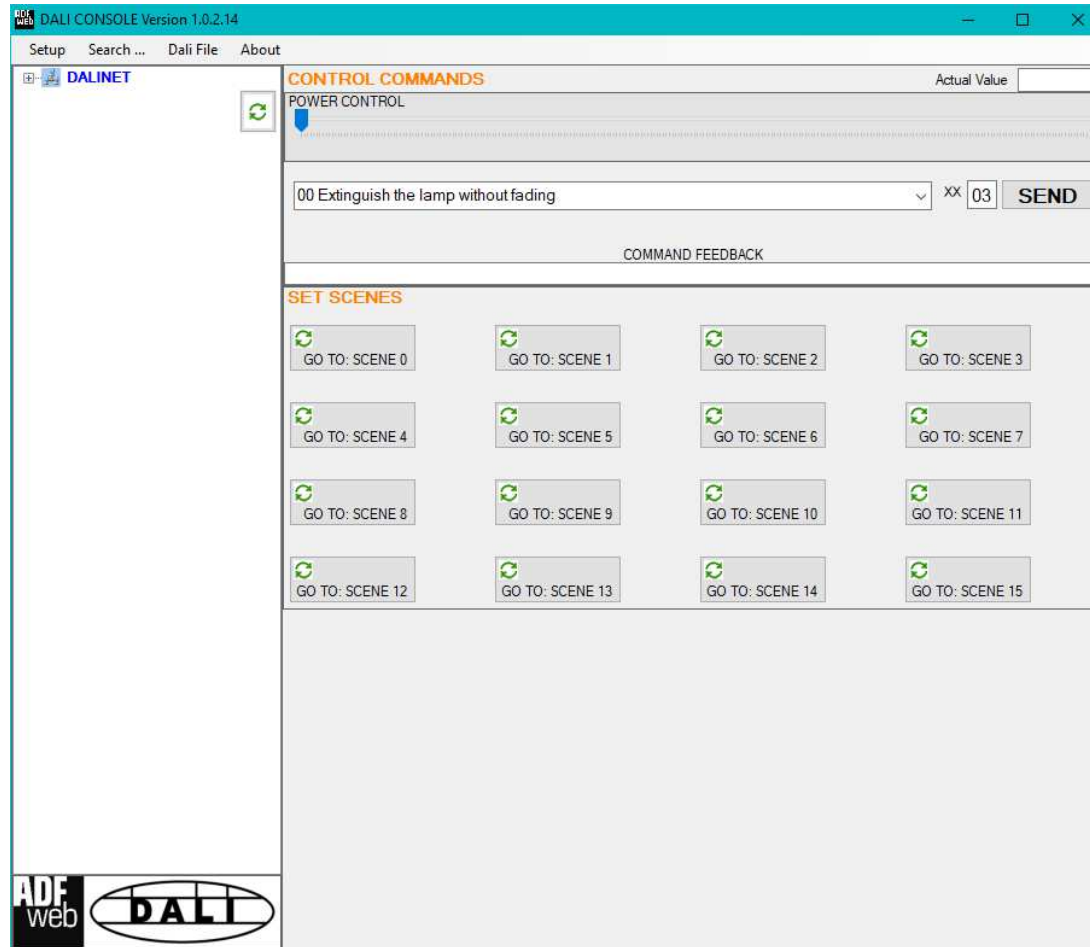 ADF web DALI CONSOLE Version 1.0.2.14
Setup Search ... Dali File About
DALINET
CONTROL COMMANDS Actual Value
POWER CONTROL
00 Extinguish the lamp without fading XX 03 SEND
COMMAND FEEDBACK
SET SCENES
GO TO: SCENE 0 GO TO: SCENE 1 GO TO: SCENE 2 GO TO: SCENE 3
GO TO: SCENE 4 GO TO: SCENE 5 GO TO: SCENE 6 GO TO: SCENE 7
GO TO: SCENE 8 GO TO: SCENE 9 GO TO: SCENE 10 GO TO: SCENE 11
GO TO: SCENE 12 GO TO: SCENE 13 GO TO: SCENE 14 GO TO: SCENE 15
ADF
web DALI